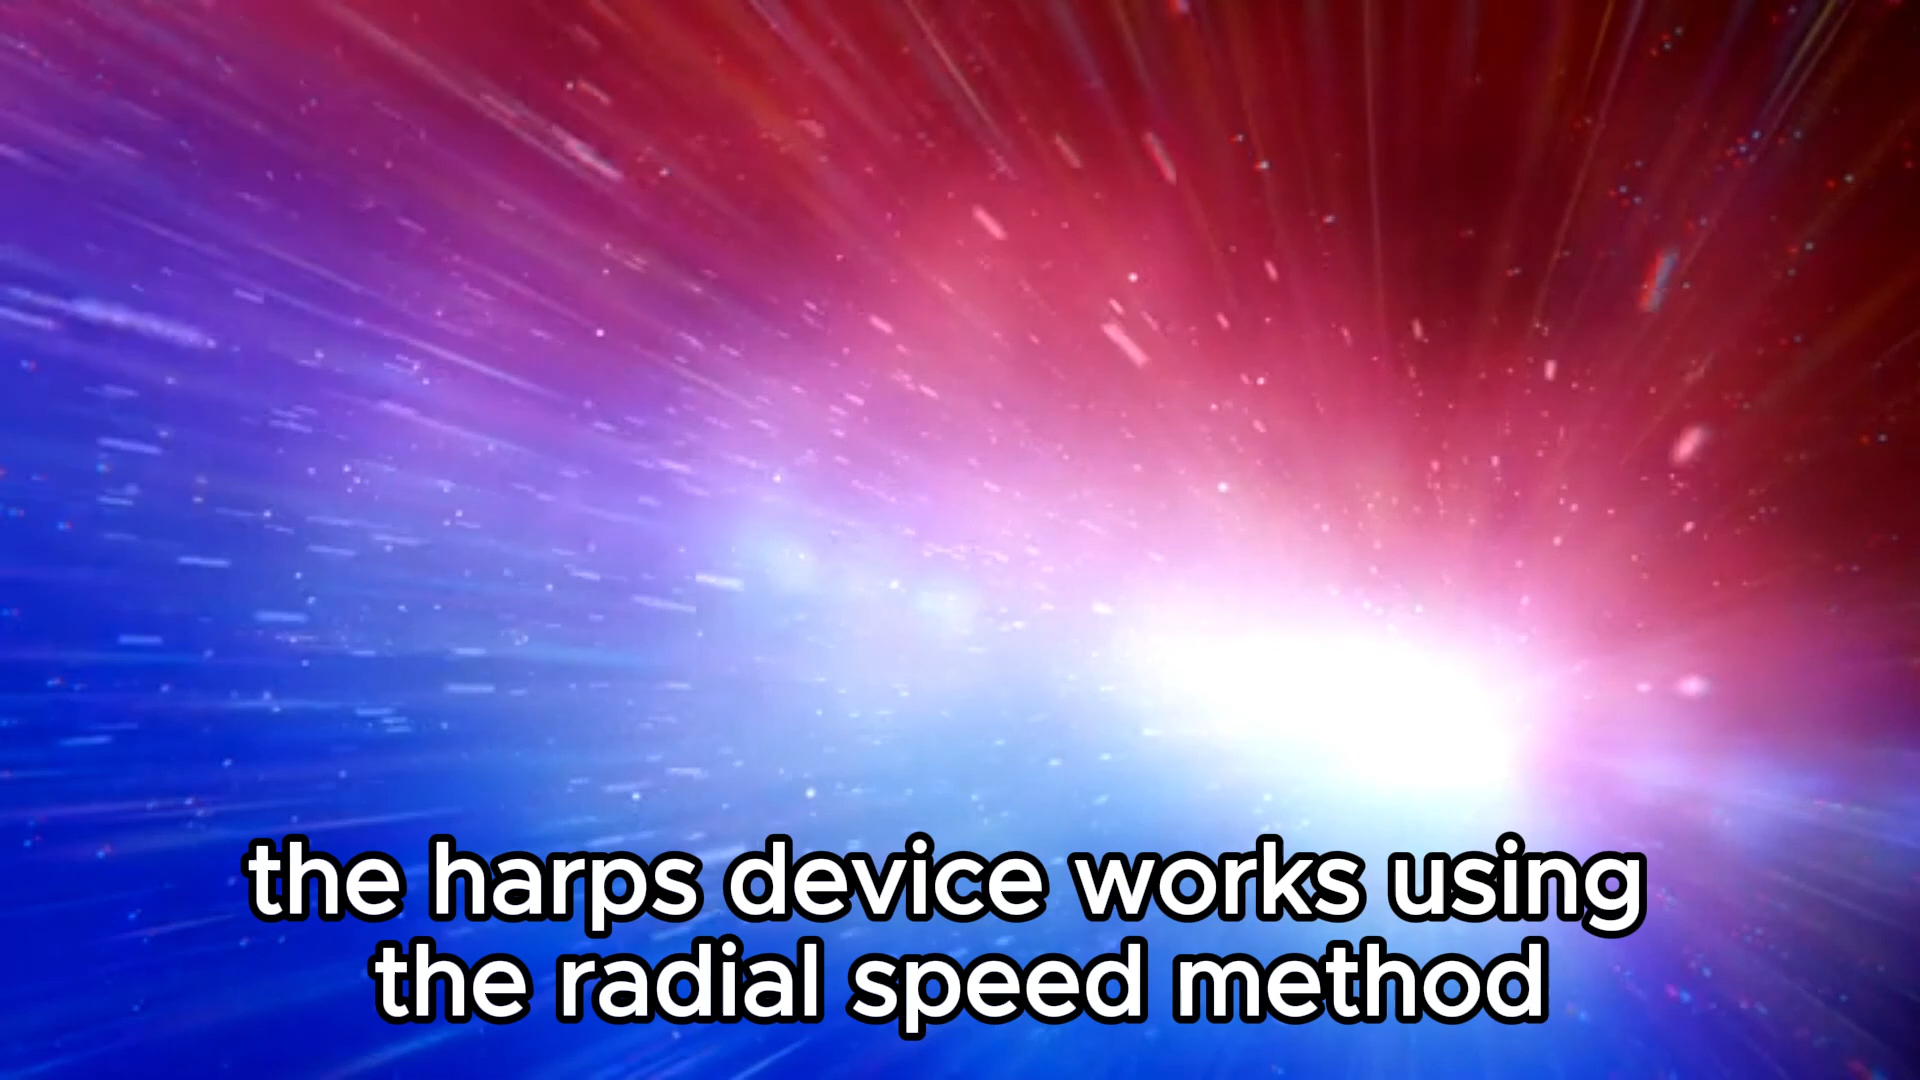 the harps device works using
the radial speed method